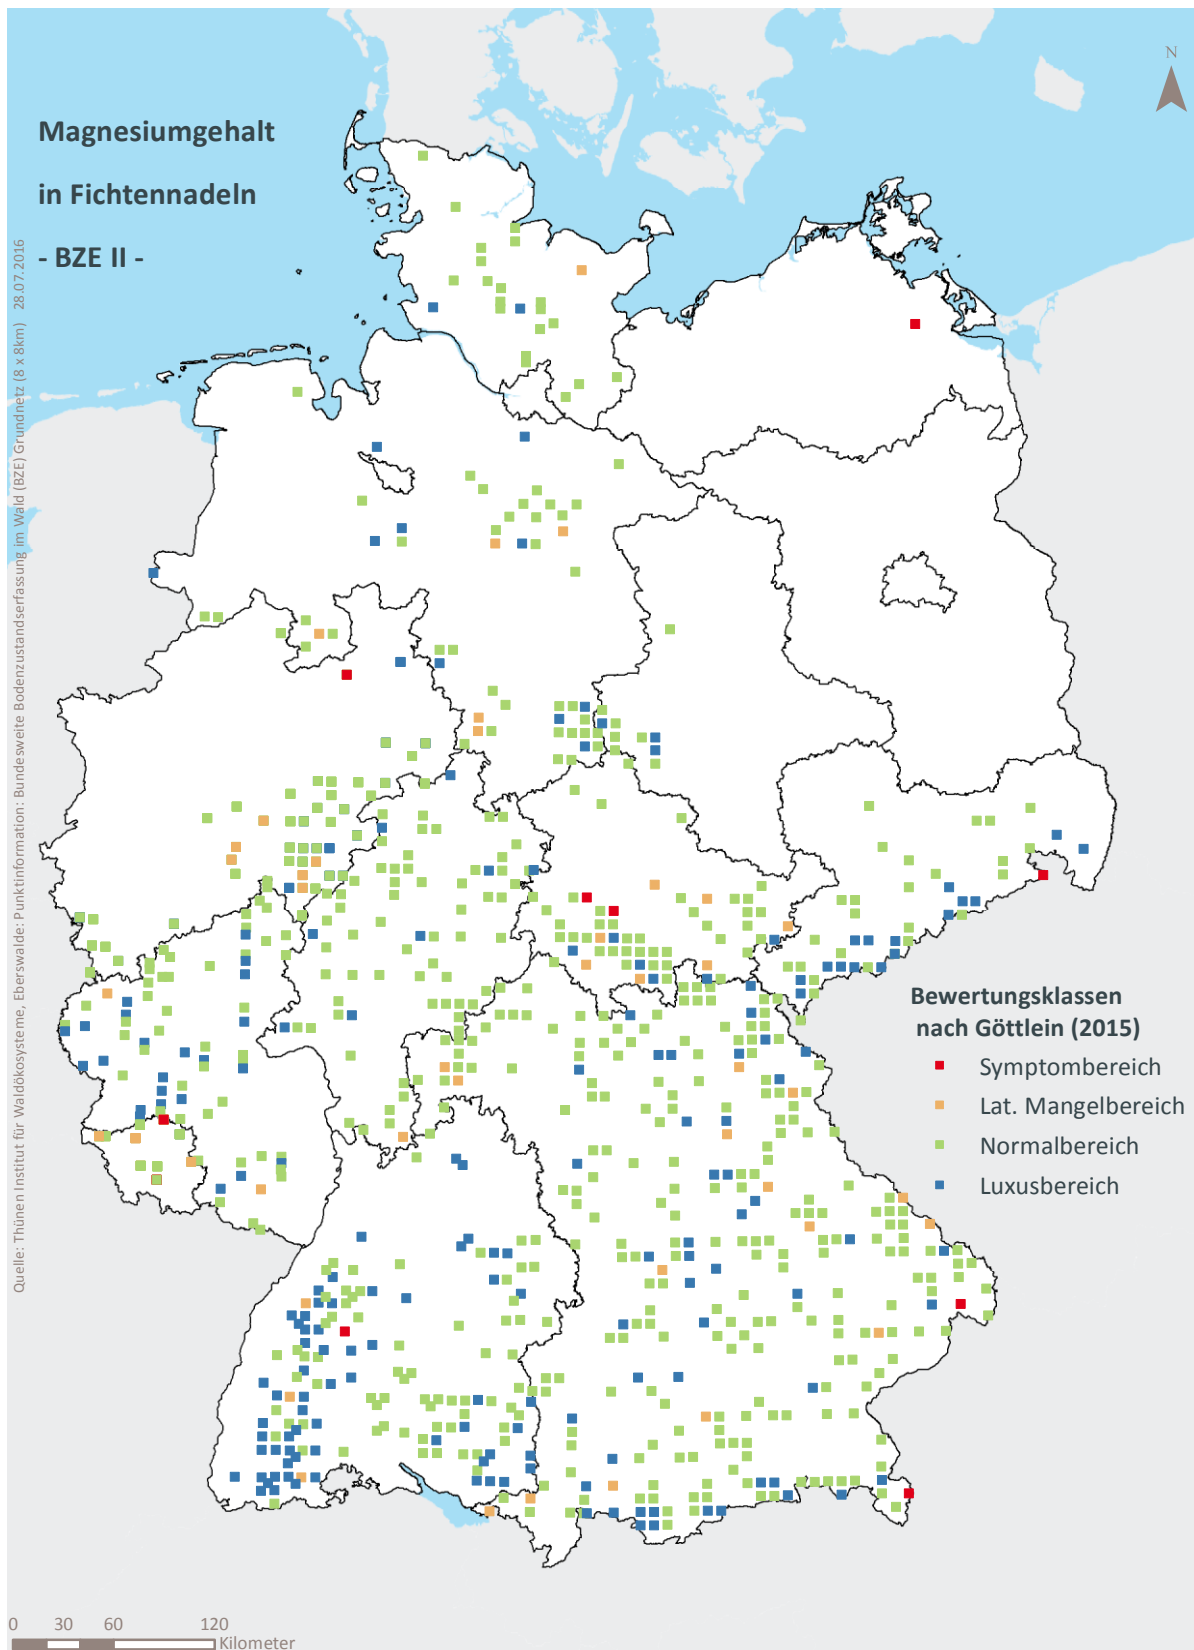 N
Magnesiumgehalt
in Fichtennadeln
- BZE II -
Quelle: Thünen Institut für Waldökosysteme, Eberswalde: Punktinformation: Bundesweite Bodenzustandserfassung im Wald (BZE) Grundnetz (8 x 8km) 28.07.2016
Bewertungsklassen
nach Göttlein (2015)
Symptombereich
Lat. Mangelbereich
Normalbereich
Luxusbereich
0 30 60 120
Kilometer